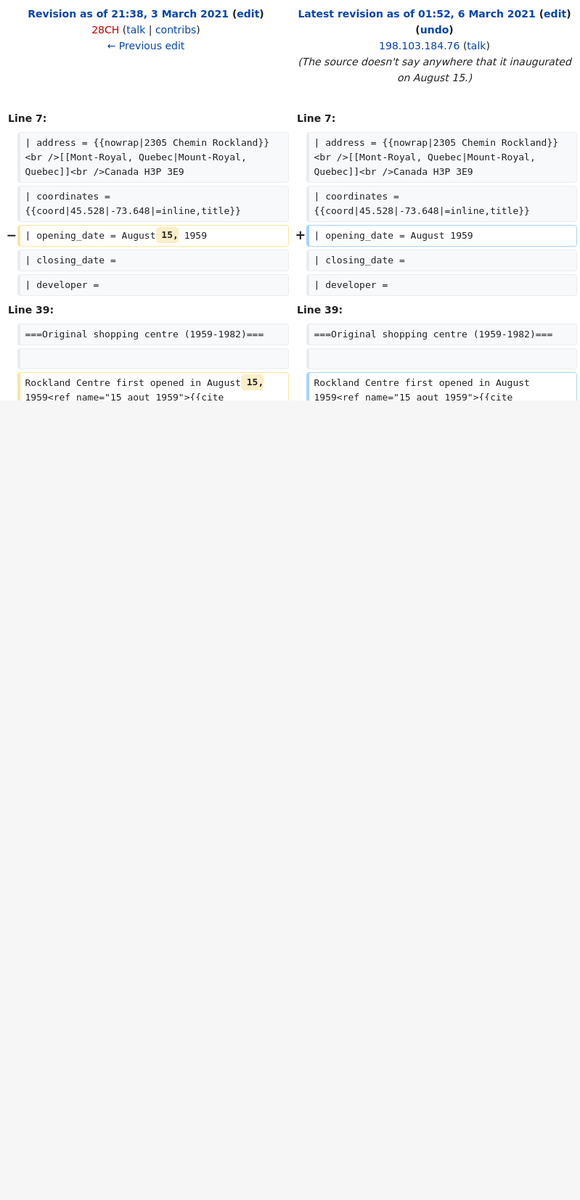 Revision as of 21:38, 3 March 2021 (edit)
28CH (talk | contribs)
← Previous edit
Latest revision as of 01:52, 6 March 2021 (edit)
(undo)
198.103.184.76 (talk)
(The source doesn't say anywhere that it inaugurated
on August 15.)
Line 7:
Line 7:
| address = {{nowrap|2305 Chemin Rockland}}
<br />[[Mont-Royal, Quebec|Mount-Royal,
Quebec]]<br />Canada H3P 3E9
| address = {{nowrap|2305 Chemin Rockland}}
<br />[[Mont-Royal, Quebec|Mount-Royal,
Quebec]]<br />Canada H3P 3E9
| coordinates =
{{coord|45.528|-73.648|=inline,title}}
| coordinates =
{{coord|45.528|-73.648|=inline,title}}
− | opening_date = August 15, 1959
+ | opening_date = August 1959
| closing_date =
| closing_date =
| developer =
| developer =
Line 39:
Line 39:
===Original shopping centre (1959-1982)===
===Original shopping centre (1959-1982)===
Rockland Centre first opened in August 15,
1959<ref name="15 aout 1959">{{cite
Rockland Centre first opened in August
1959<ref name="15 aout 1959">{{cite